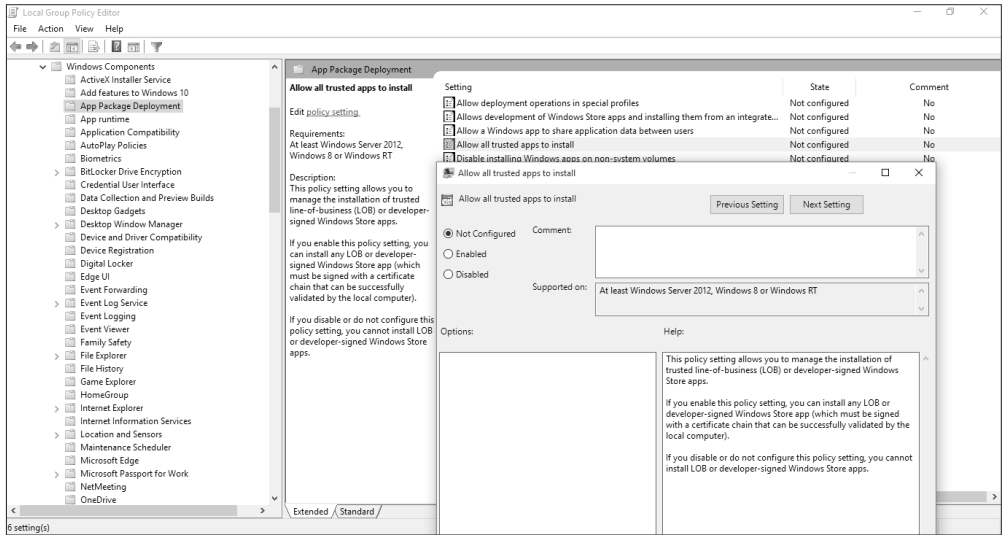 Local Group Policy Editor
File Action View Help
Windows Components
ActiveX Installer Service
Add features to Windows 10
App Package Deployment
App runtime
Application Compatibility
AutoPlay Policies
Biometrics
BitLocker Drive Encryption
Credential User Interface
Data Collection and Preview Builds
Desktop Gadgets
Desktop Window Manager
Device and Driver Compatibility
Device Registration
Digital Locker
Edge UI
Event Forwarding
Event Log Service
Event Logging
Event Viewer
Family Safety
File Explorer
File History
Game Explorer
HomeGroup
Internet Explorer
Internet Information Services
Location and Sensors
Maintenance Scheduler
Microsoft Edge
Microsoft Passport for Work
NetMeeting
OneDrive
6 setting(s)
App Package Deployment
Allow all trusted apps to install
Edit policy setting
Requirements:
At least Windows Server 2012,
Windows 8 or Windows RT
Description:
This policy setting allows you to
manage the installation of trusted
line-of-business (LOB) or developer-
signed Windows Store apps.
If you enable this policy setting, you
can install any LOB or developer-
signed Windows Store app (which
must be signed with a certificate
chain that can be successfully
validated by the local computer).
If you disable or do not configure this
policy setting, you cannot install LOB
or developer-signed Windows Store
apps.
Extended Standard
Setting State Comment
Allow deployment operations in special profiles Not configured No
Allows development of Windows Store apps and installing them from an integrate... Not configured No
Allow a Windows app to share application data between users Not configured No
Allow all trusted apps to install Not configured No
Disable installing Windows apps on non-system volumes Not configured No
Allow all trusted apps to install
Allow all trusted apps to install
Previous Setting Next Setting
Not Configured
Enabled
Disabled
Comment:
Supported on: At least Windows Server 2012, Windows 8 or Windows RT
Options: Help:
This policy setting allows you to manage the installation of
trusted line-of-business (LOB) or developer-signed Windows
Store apps.
If you enable this policy setting, you can install any LOB or
developer-signed Windows Store app (which must be signed
with a certificate chain that can be successfully validated by the
local computer).
If you disable or do not configure this policy setting, you cannot
install LOB or developer-signed Windows Store apps.